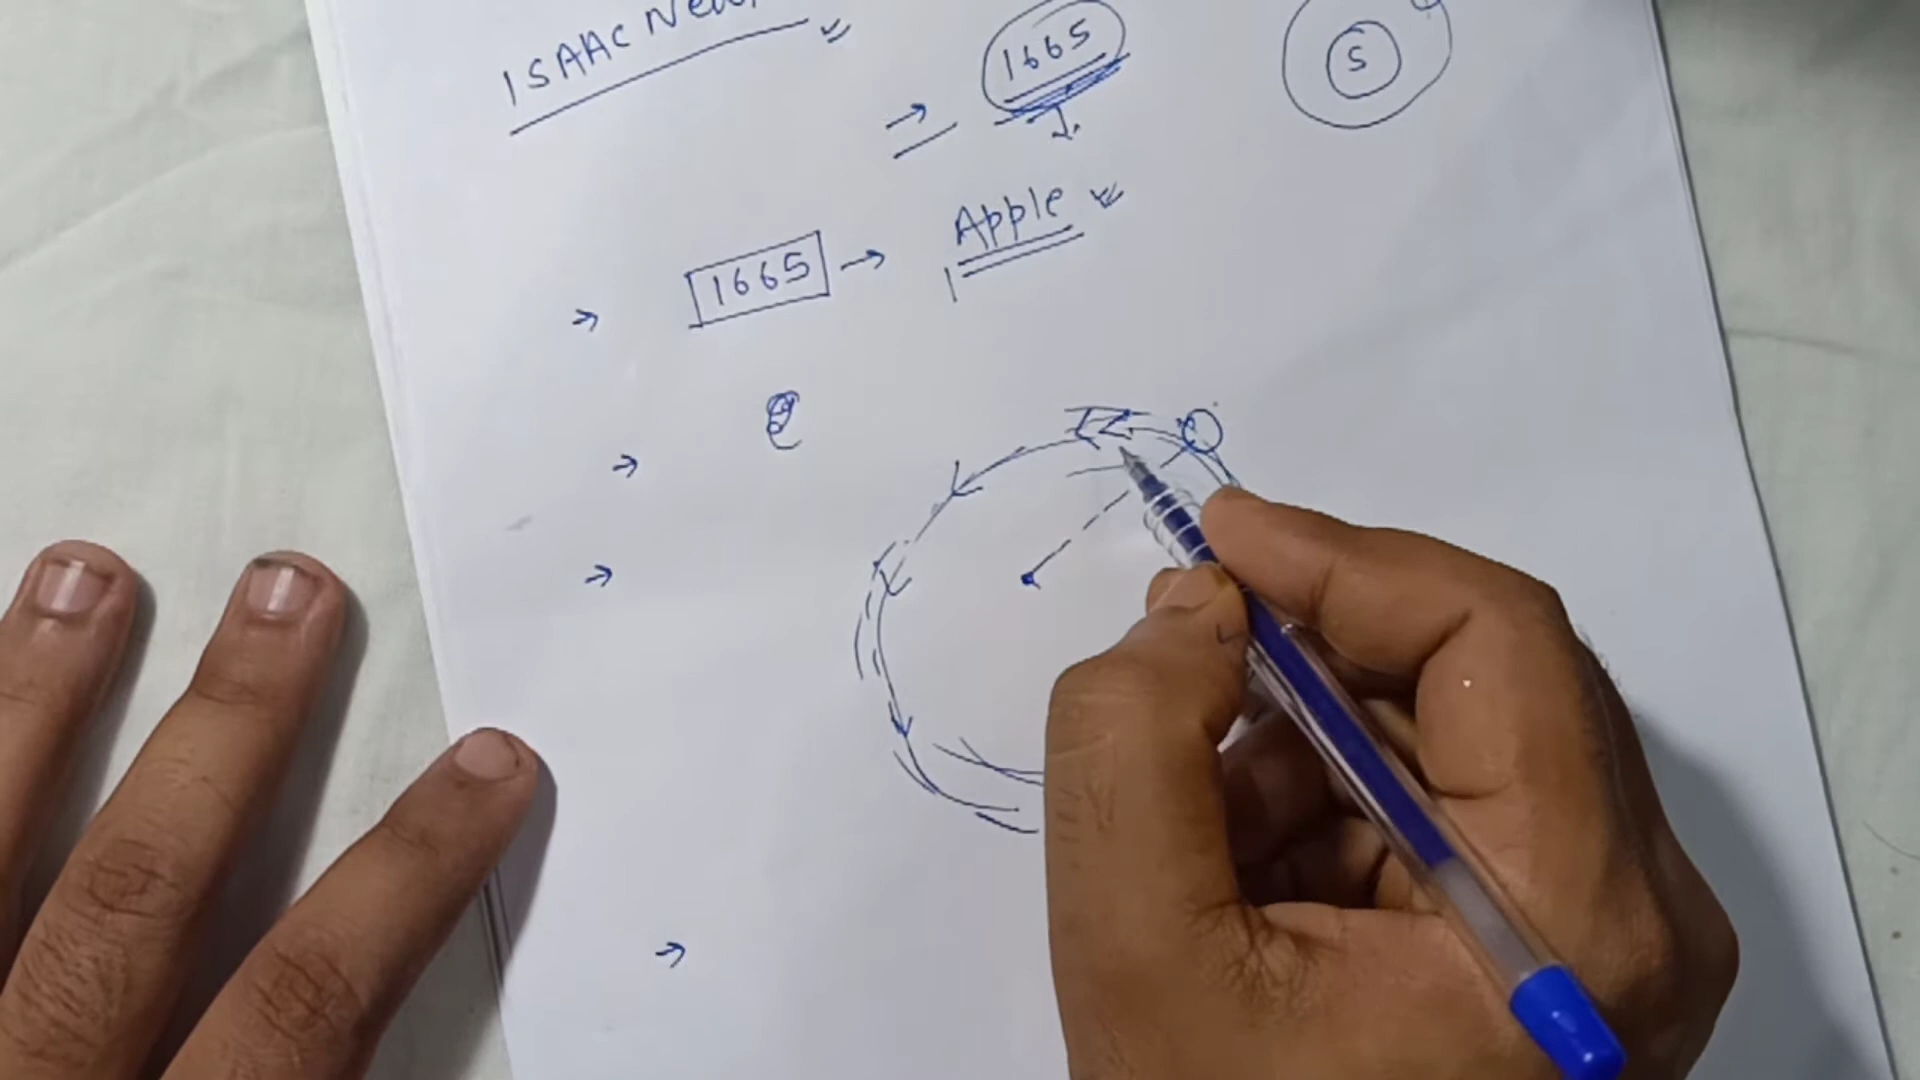 ISAAC New
→ 1665
S
→ 1665 → Apple
→
→
→